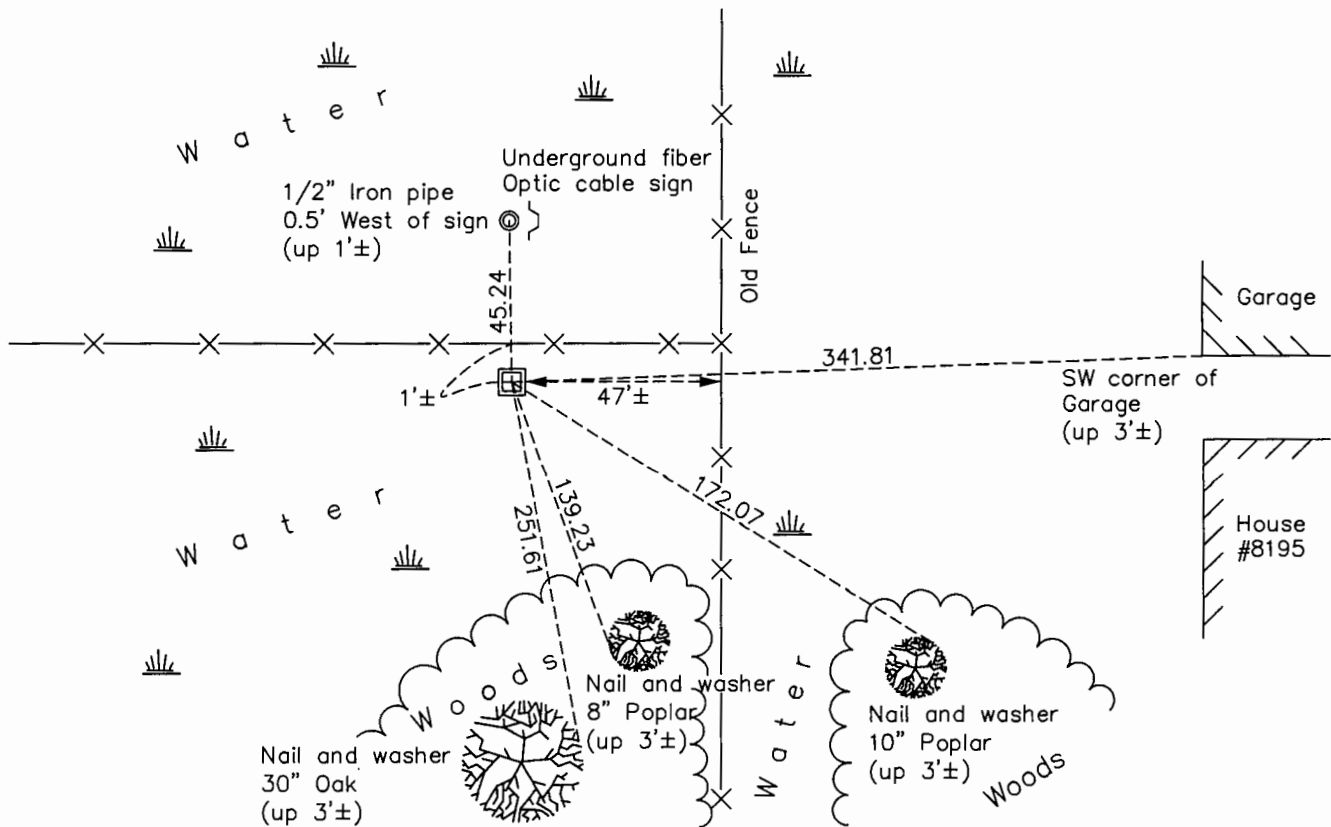 Water
Underground fiber
Optic cable sign
1/2" Iron pipe
0.5' West of sign
(up 1'±)
Old Fence
45.24
Garage
341.81
SW corner of
Garage
(up 3'±)
1'±
47'±
172.07
139.23
251.61
Water
House
#8195
Woods
Nail and washer
8" Poplar
(up 3'±)
Nail and washer
30" Oak
(up 3'±)
Water
Nail and washer
10" Poplar
(up 3'±)
Woods